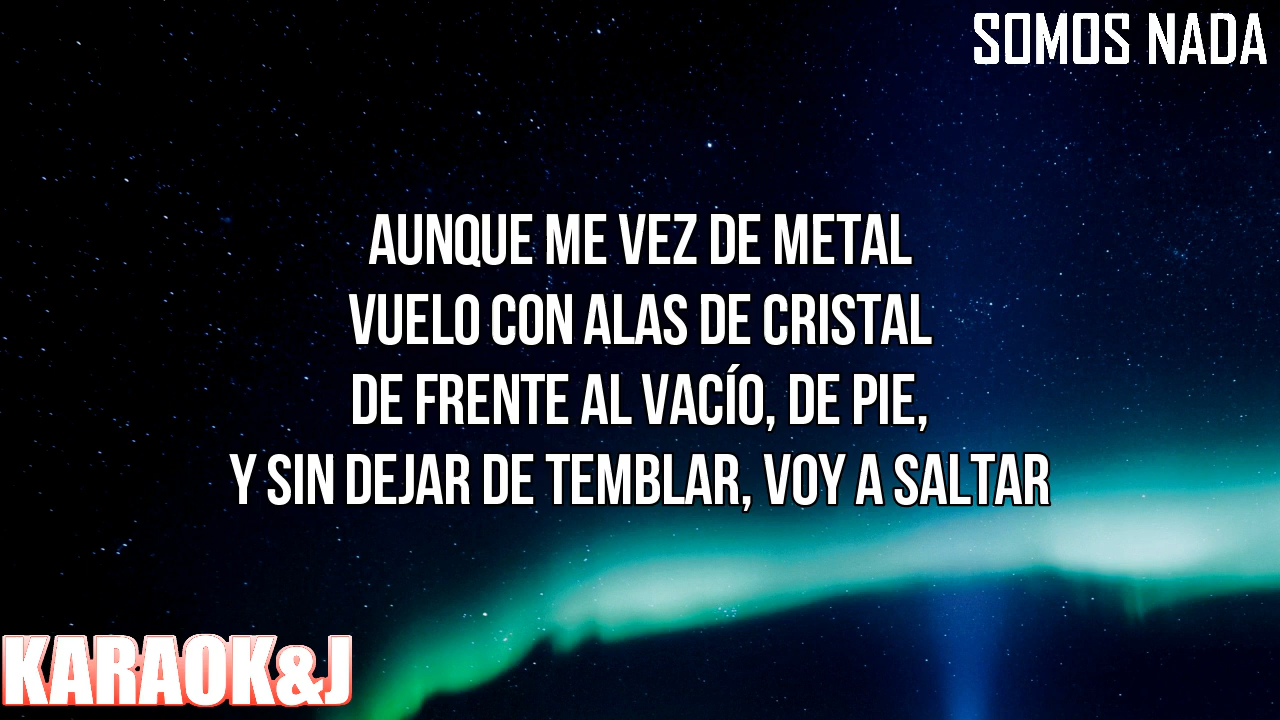 SOMOS NADA
AUNQUE ME VEZ DE METAL
VUELO CON ALAS DE CRISTAL
DE FRENTE AL VACÍO, DE PIE,
Y SIN DEJAR DE TEMBLAR, VOY A SALTAR
KARAOK&J